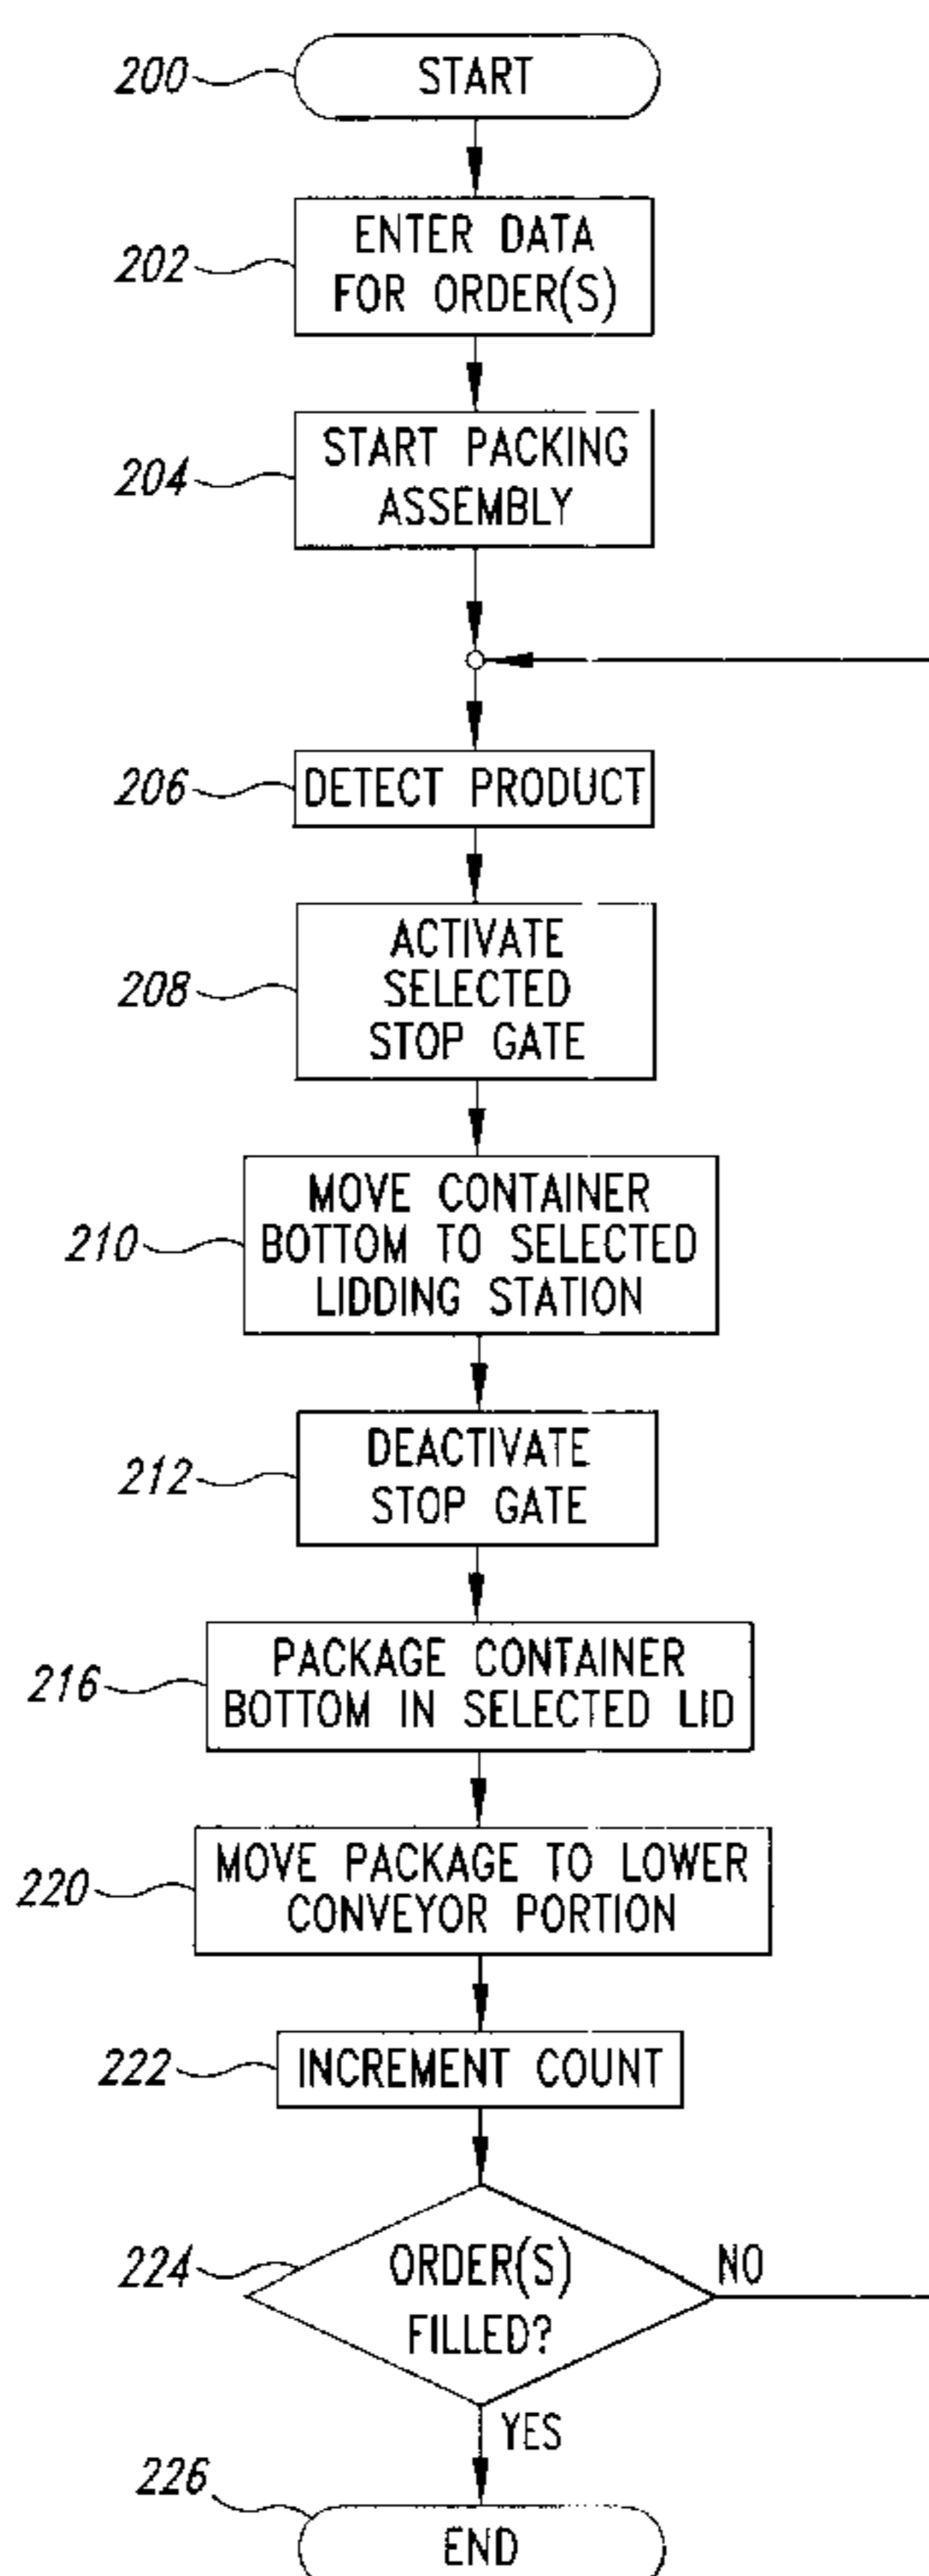 200
START
202
ENTER DATA
FOR ORDER(S)
204
START PACKING
ASSEMBLY
206
DETECT PRODUCT
208
ACTIVATE
SELECTED
STOP GATE
210
MOVE CONTAINER
BOTTOM TO SELECTED
LIDDING STATION
212
DEACTIVATE
STOP GATE
216
PACKAGE CONTAINER
BOTTOM IN SELECTED LID
220
MOVE PACKAGE TO LOWER
CONVEYOR PORTION
222
INCREMENT COUNT
224
ORDER(S)
FILLED?
NO
YES
226
END